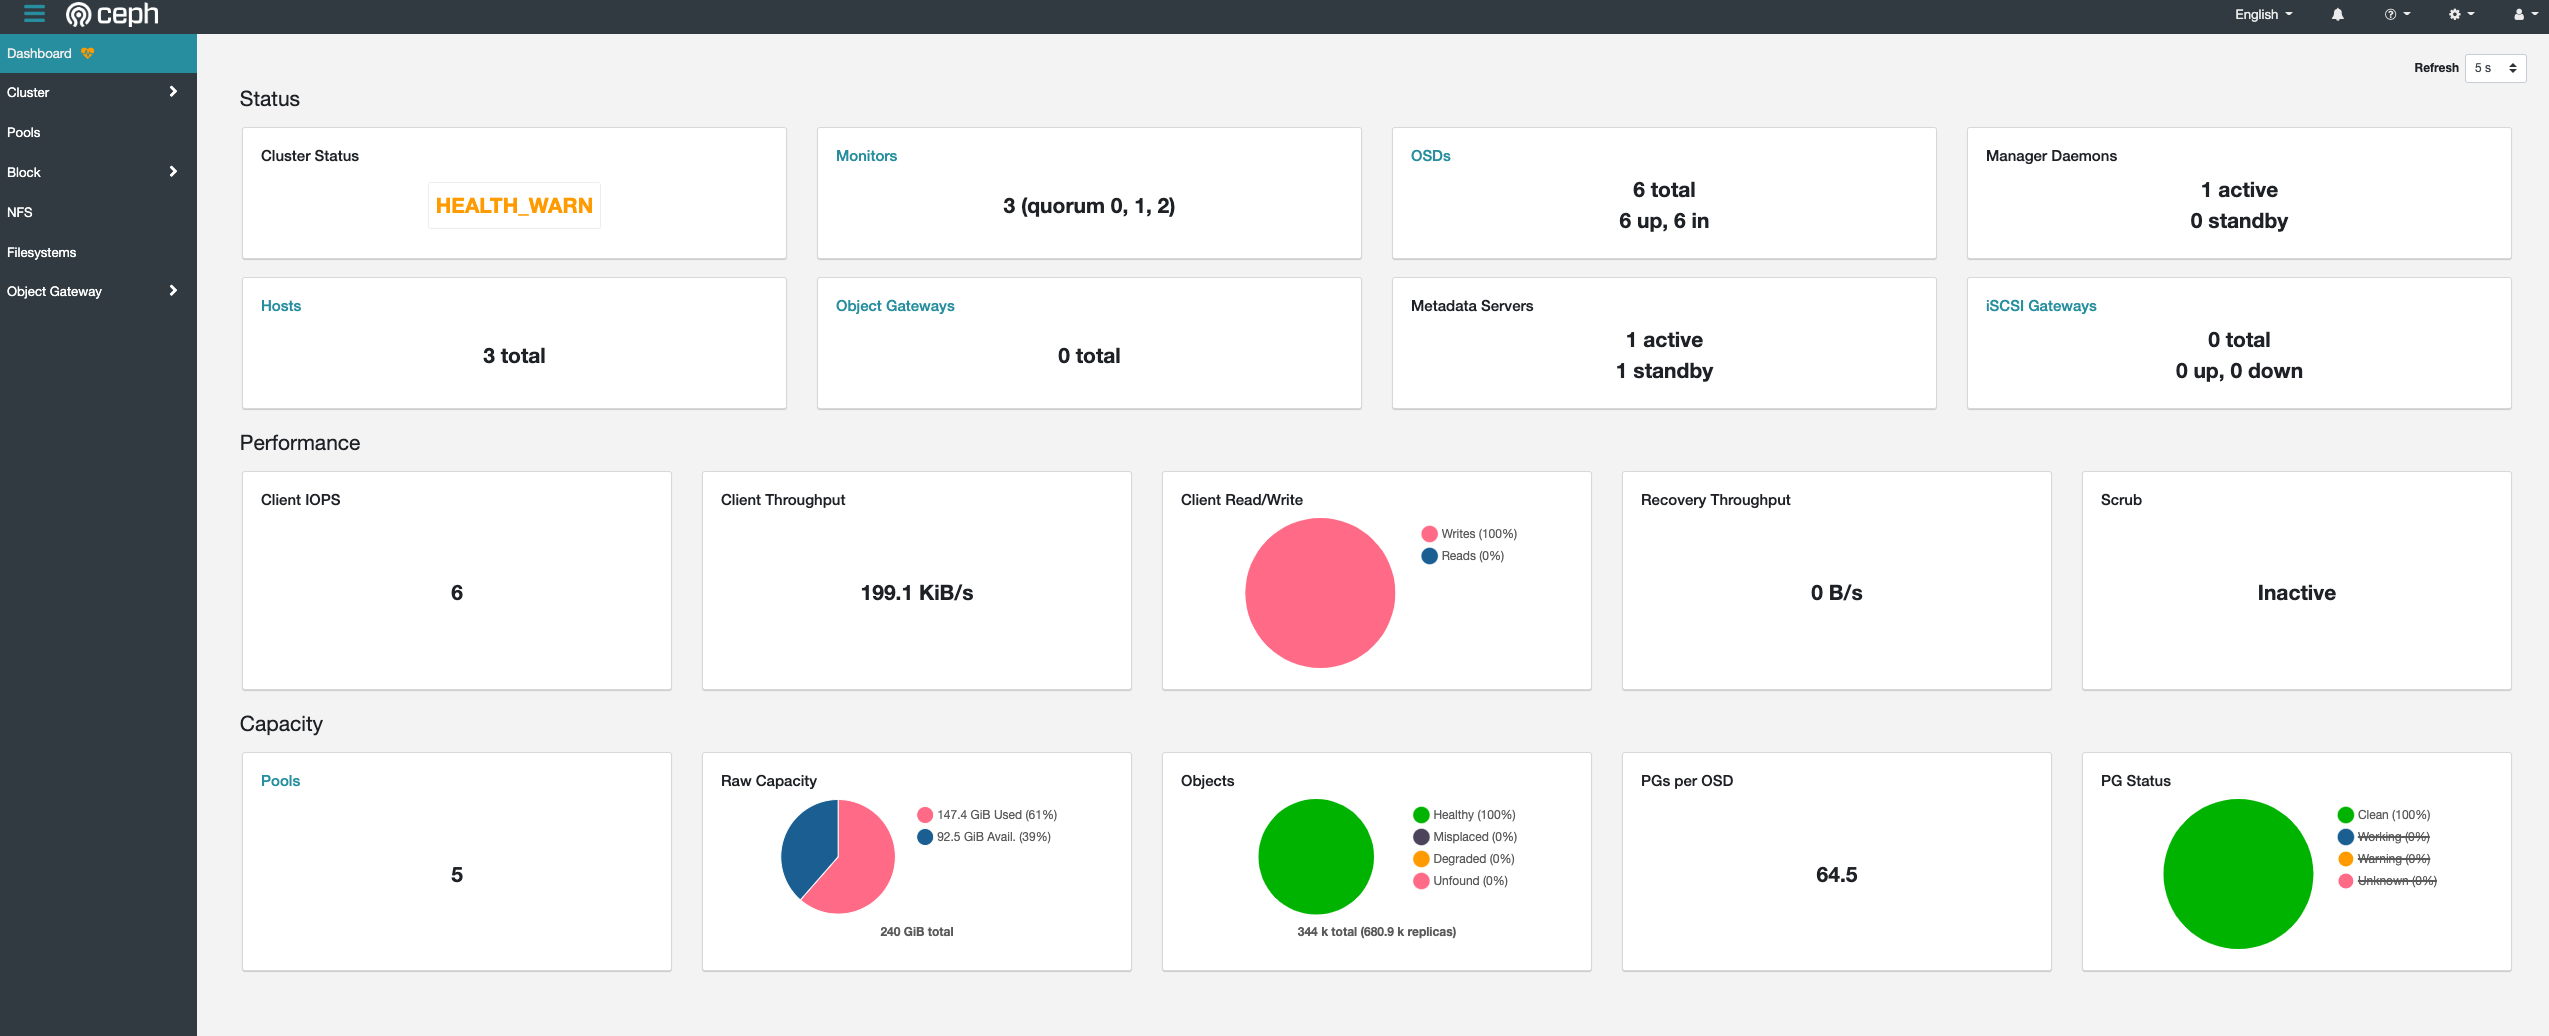 ceph
English
Dashboard
Cluster
Pools
Block
NFS
Filesystems
Object Gateway
Refresh 5 s
Status
Cluster Status
HEALTH_WARN
Monitors
3 (quorum 0, 1, 2)
OSDs
6 total
6 up, 6 in
Manager Daemons
1 active
0 standby
Hosts
3 total
Object Gateways
0 total
Metadata Servers
1 active
1 standby
iSCSI Gateways
0 total
0 up, 0 down
Performance
Client IOPS
6
Client Throughput
199.1 KiB/s
Client Read/Write
Writes (100%)
Reads (0%)
Recovery Throughput
0 B/s
Scrub
Inactive
Capacity
Pools
5
Raw Capacity
147.4 GiB Used (61%)
92.5 GiB Avail. (39%)
240 GiB total
Objects
Healthy (100%)
Misplaced (0%)
Degraded (0%)
Unfound (0%)
344 k total (680.9 k replicas)
PGs per OSD
64.5
PG Status
Clean (100%)
Working (0%)
Warning (0%)
Unknown (0%)